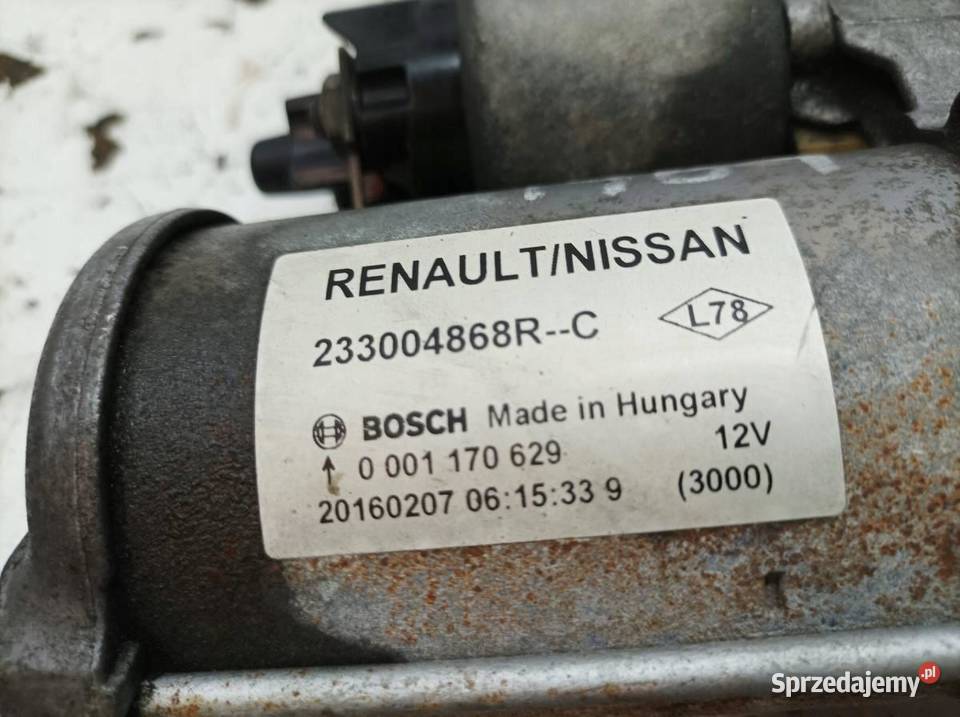 RENAULT/NISSAN
233004868R--C
L78
BOSCH Made in Hungary
0 001 170 629
12V
20160207 06:15:33 9
(3000)
Sprzedajemy.pl